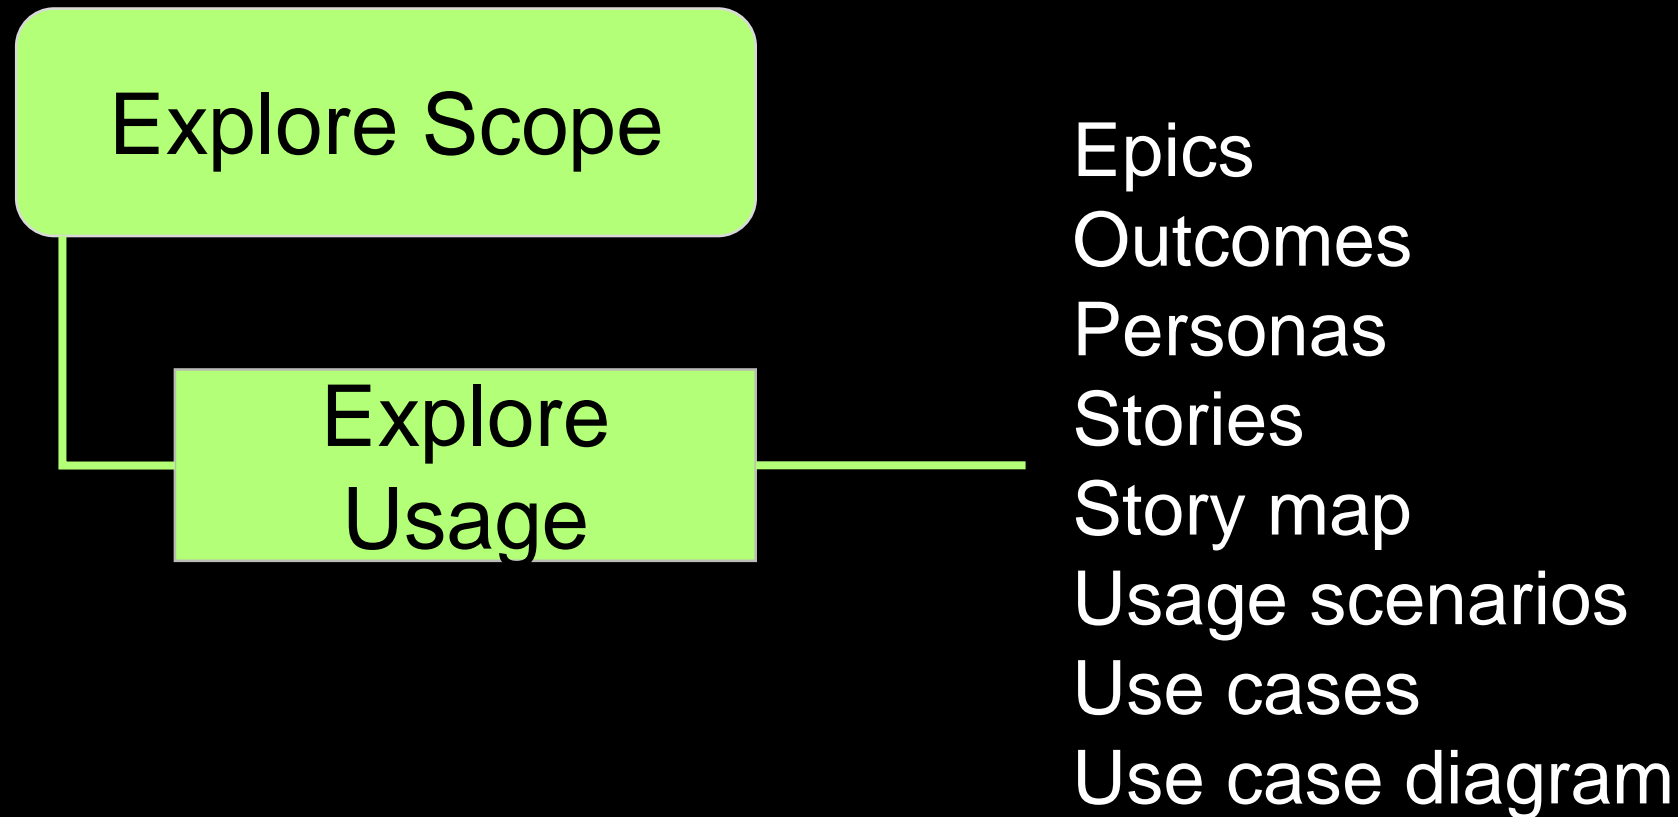 Explore Scope
Explore
Usage
Epics
Outcomes
Personas
Stories
Story map
Usage scenarios
Use cases
Use case diagram